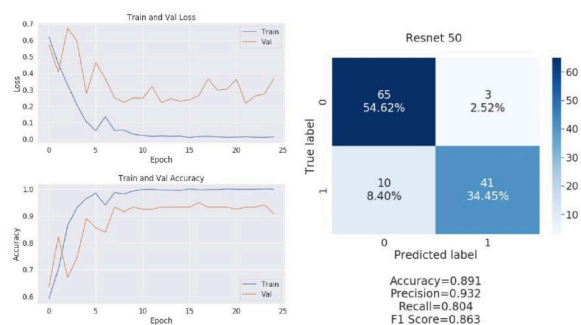 Train and Val Loss
0.7
0.6
0.5
0.4
0.3
0.2
0.1
0.0
Loss
Train
Val
0 5 10 15 20 25
Epoch
Train and Val Accuracy
1.0
0.9
0.8
0.7
0.6
Accuracy
Train
Val
0 5 10 15 20 25
Epoch
Resnet 50
True label
0
1
65
54.62%
3
2.52%
10
8.40%
41
34.45%
0 1
Predicted label
60
50
40
30
20
10
Accuracy=0.891
Precision=0.932
Recall=0.804
F1 Score=0.863